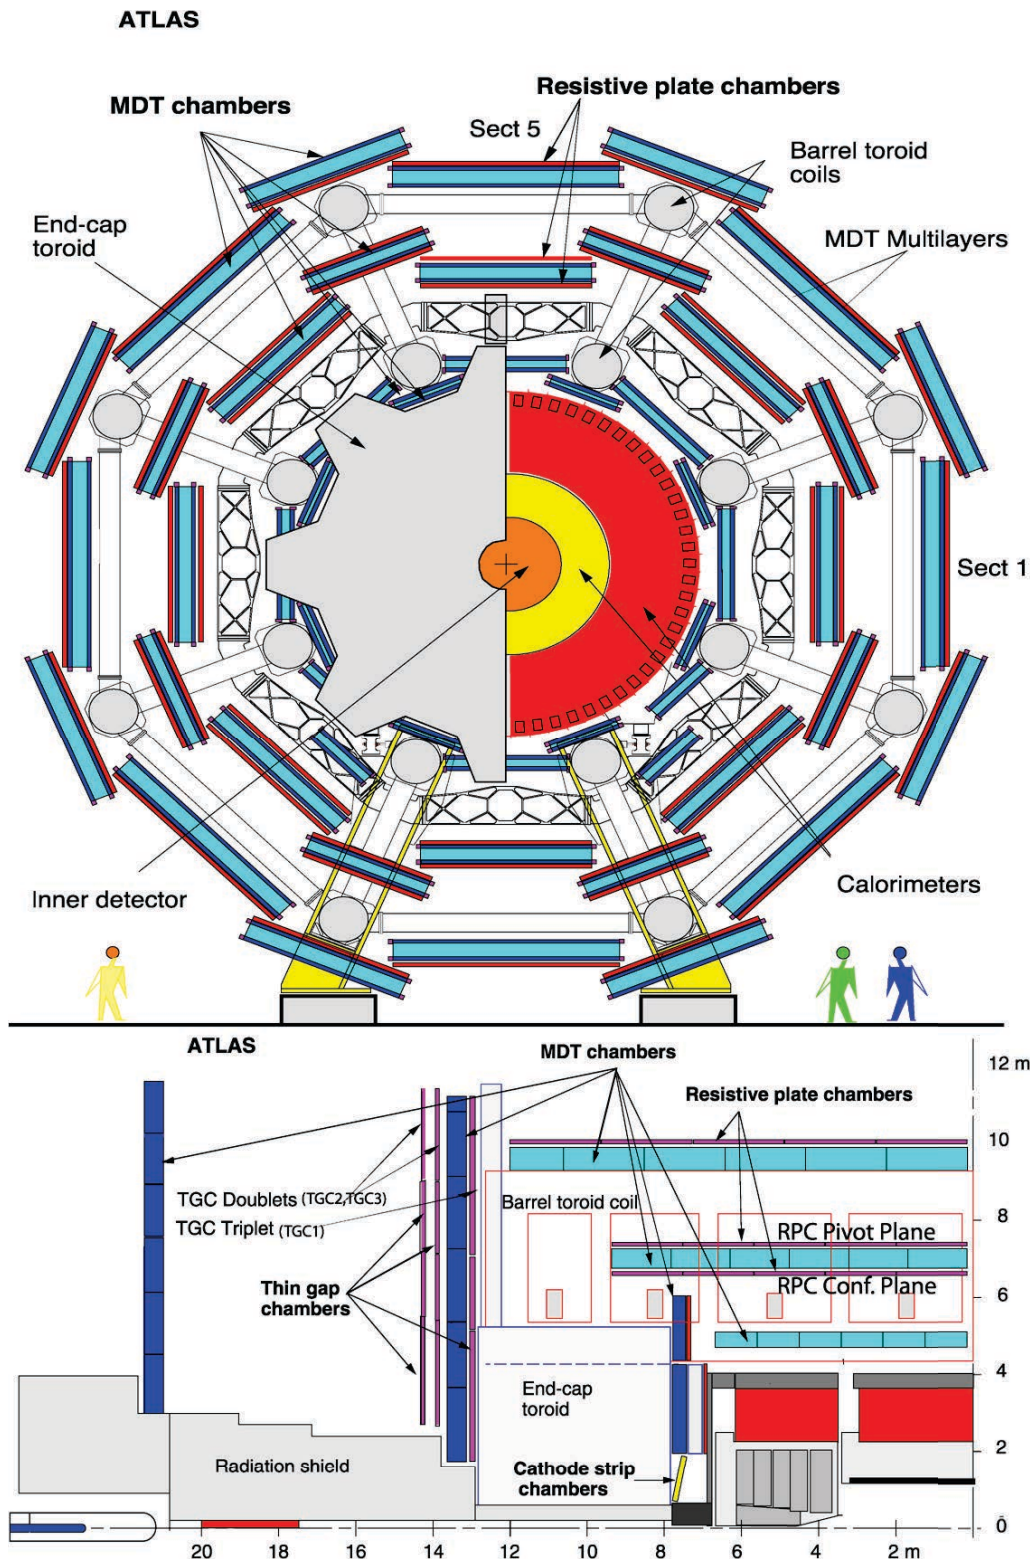 ATLAS
Resistive plate chambers
MDT chambers
Sect 5
Barrel toroid
coils
End-cap
toroid
MDT Multilayers
Sect 1
Inner detector
Calorimeters
ATLAS
MDT chambers
12 m
Resistive plate chambers
10
TGC Doublets (TGC2,TGC3)
Barrel toroid coil
TGC Triplet (TGC1)
8
RPC Pivot Plane
Thin gap
chambers
RPC Conf. Plane
6
4
End-cap
toroid
2
Radiation shield
Cathode strip
chambers
0
20 18 16 14 12 10 8 6 4 2 m